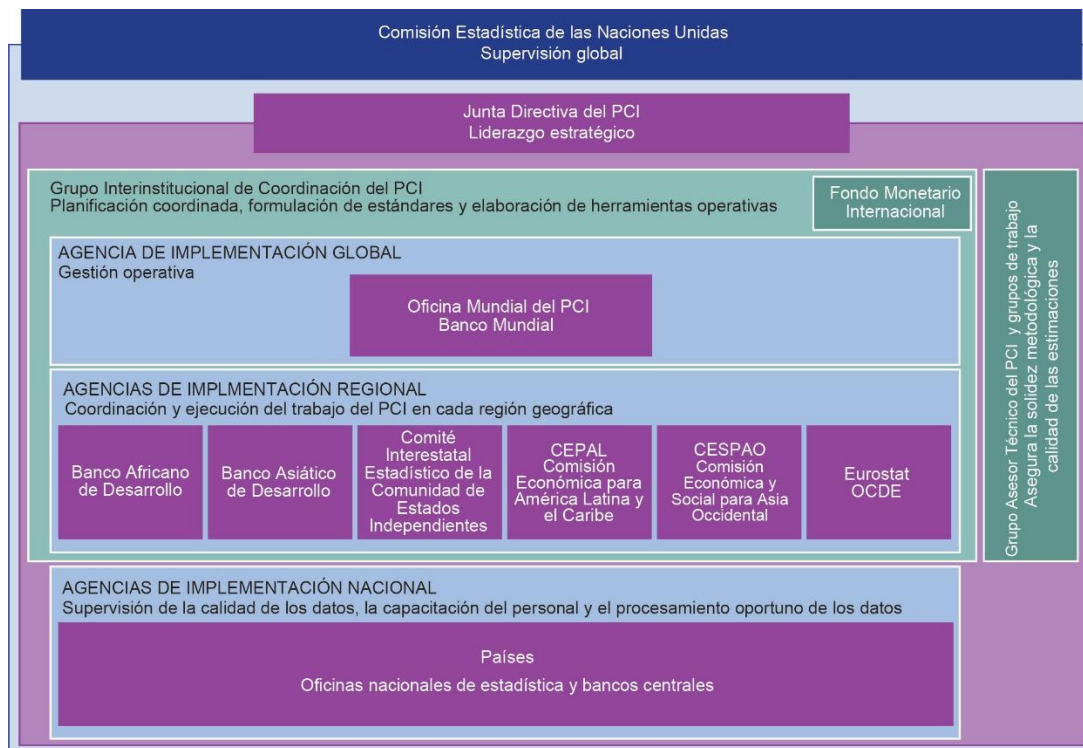 Comisión Estadística de las Naciones Unidas
Supervisión global
Junta Directiva del PCI
Liderazgo estratégico
Grupo Interinstitucional de Coordinación del PCI
Planificación coordinada, formulación de estándares y elaboración de herramientas operativas
Fondo Monetario
Internacional
AGENCIA DE IMPLEMENTACIÓN GLOBAL
Gestión operativa
Oficina Mundial del PCI
Banco Mundial
AGENCIAS DE IMPLMENTACIÓN REGIONAL
Coordinación y ejecución del trabajo del PCI en cada región geográfica
Banco Africano
de Desarrollo
Banco Asiático
de Desarrollo
Comité
Interestatal
Estadístico de la
Comunidad de
Estados
Independientes
CEPAL
Comisión
Económica para
América Latina y
el Caribe
CESPAO
Comisión
Económica y
Social para Asia
Occidental
Eurostat
OCDE
Grupo Asesor Técnico del PCI y grupos de trabajo
Asegura la solidez metodológica y la
calidad de las estimaciones
AGENCIAS DE IMPLEMENTACIÓN NACIONAL
Supervisión de la calidad de los datos, la capacitación del personal y el procesamiento oportuno de los datos
Países
Oficinas nacionales de estadística y bancos centrales